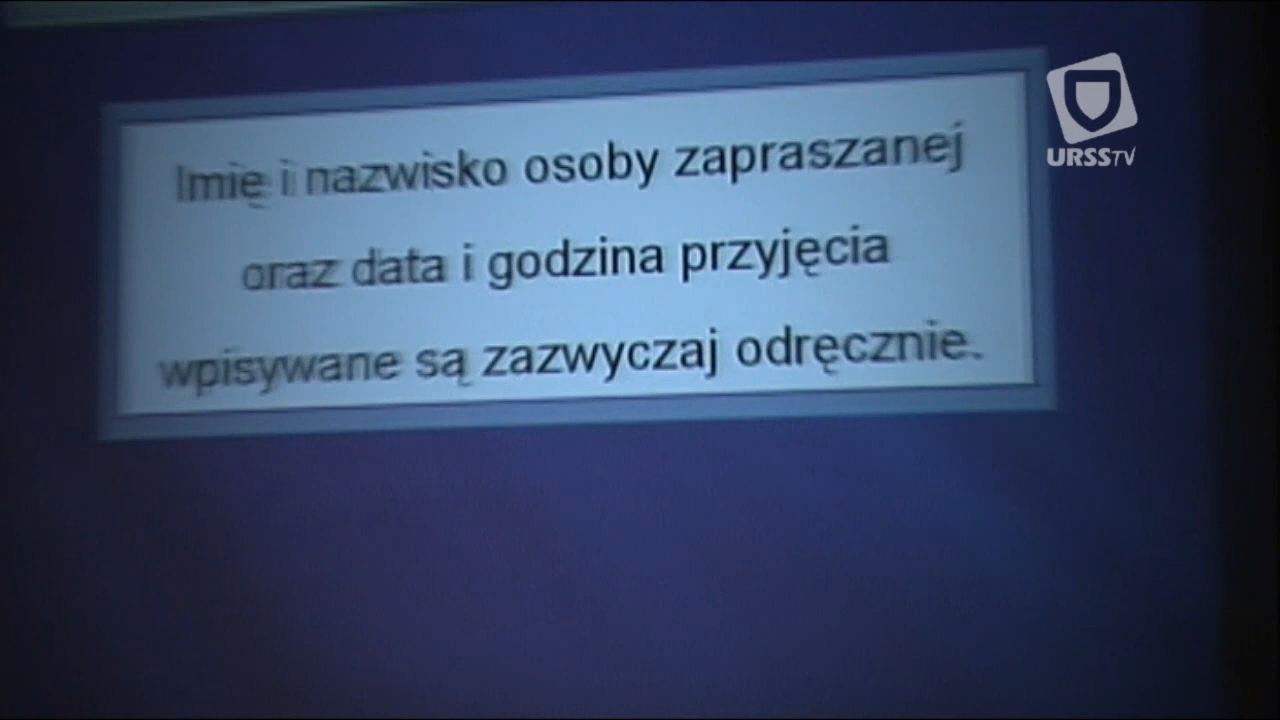 Imię i nazwisko osoby zapraszanej
oraz data i godzina przyjęcia
wpisywane są zazwyczaj odręcznie.
URSSTV